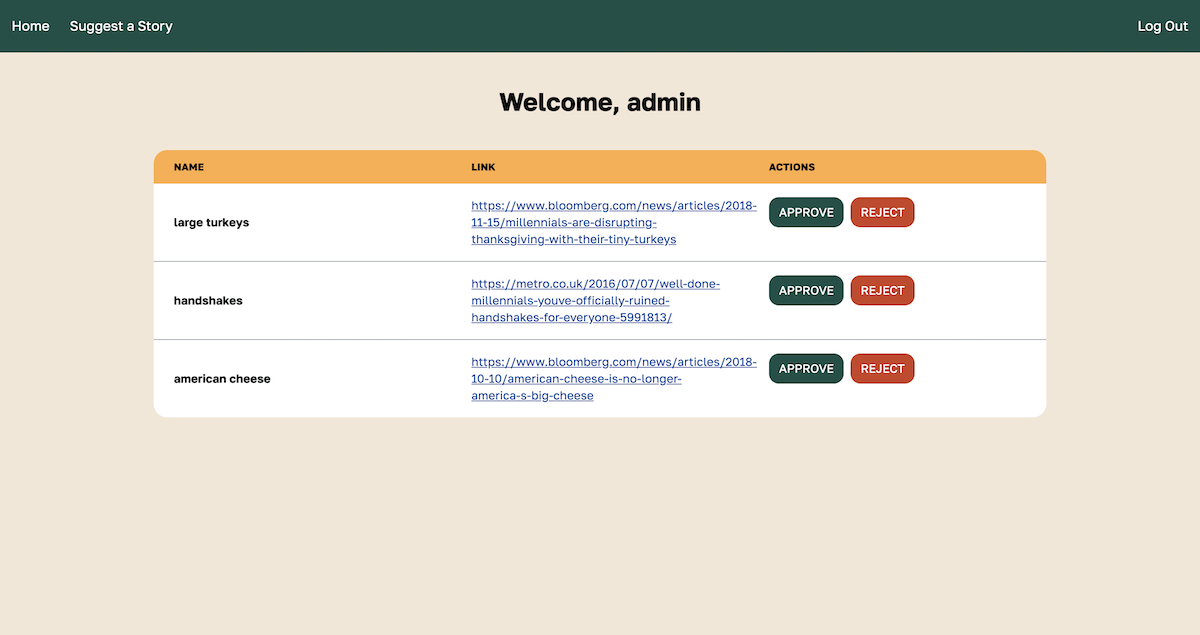 Home Suggest a Story Log Out
Welcome, admin
NAME LINK ACTIONS
large turkeys
https://www.bloomberg.com/news/articles/2018-
11-15/millennials-are-disrupting-
thanksgiving-with-their-tiny-turkeys
APPROVE REJECT
handshakes
https://metro.co.uk/2016/07/07/well-done-
millennials-youve-officially-ruined-
handshakes-for-everyone-5991813/
APPROVE REJECT
american cheese
https://www.bloomberg.com/news/articles/2018-
10-10/american-cheese-is-no-longer-
america-s-big-cheese
APPROVE REJECT